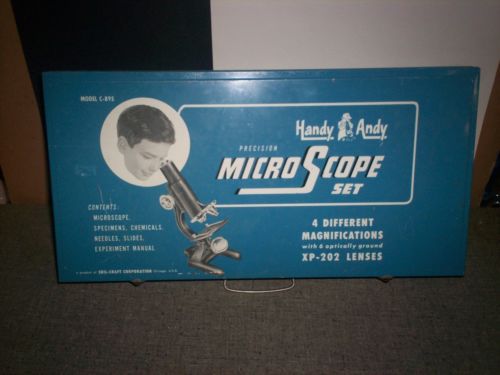 MODEL C-895
Handy Andy
PRECISION
MICROSCOPE
SET
CONTENTS:
MICROSCOPE,
SPECIMENS, CHEMICALS,
NEEDLES, SLIDES,
EXPERIMENT MANUAL
4 DIFFERENT
MAGNIFICATIONS
with 6 optically ground
XP-202 LENSES
a product of SKIL-CRAFT CORPORATION Chicago U.S.A.